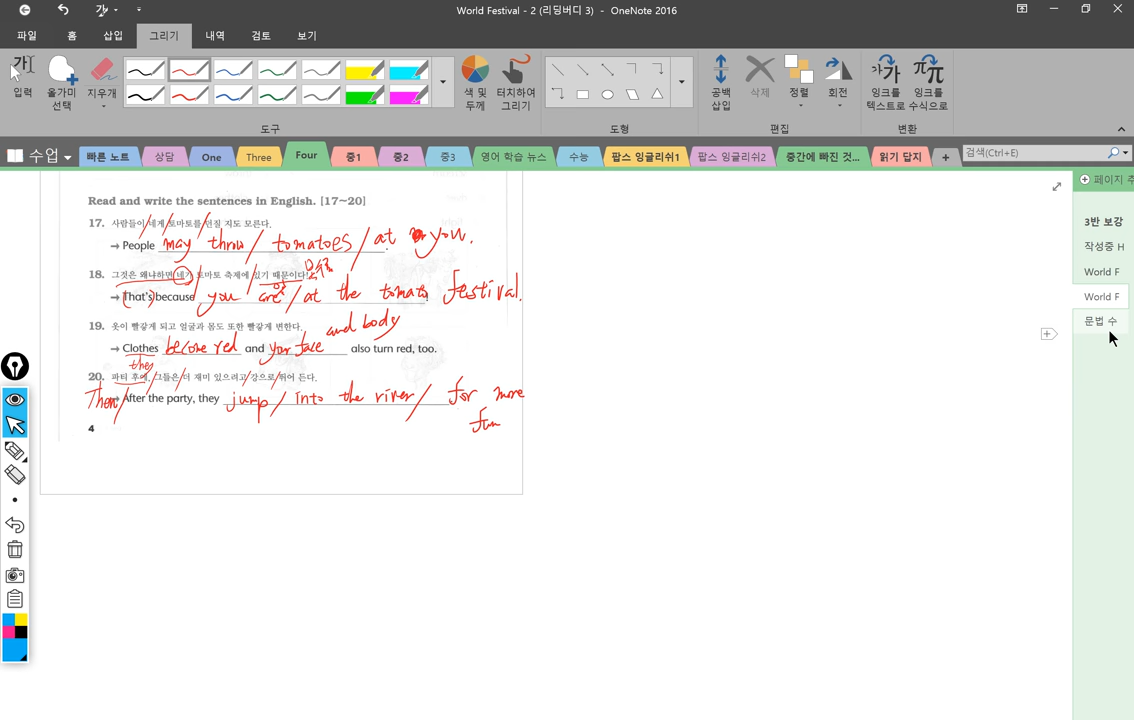 World Festival - 2 (리딩버디 3) - OneNote 2016
파일 홈 삽입 그리기 내역 검토 보기
입력 올가미 선택 지우개 색 및 두께 터치하여 그리기 공백 삽입 삭제 정렬 회전 잉크를 텍스트로 잉크를 수식으로
도구 도형 편집 변환
수업 빠른 노트 상담 One Three Four 중1 중2 중3 영어 학습 뉴스 수능 팝스 잉글리쉬1 팝스 잉글리쉬2 중간에 빠진 것... 읽기 답지 + 검색(Ctrl+E)
페이지 추
3반 보강
작성중 H
World F
World F
문법 수
Read and write the sentences in English. [17~20]
17. 사람들이 네게 토마토를 던질 지도 모른다.
→ People may throw / tomatoes / at you.
18. 그것은 왜냐하면 네가 토마토 축제에 있기 때문이다!
→ (That's) because you are / at the tomato festival.
19. 옷이 빨갛게 되고 얼굴과 몸도 또한 빨갛게 변한다.
and body
→ Clothes become red and your face also turn red, too.
they
20. 파티 후에, 그들은 더 재미 있으려고 강으로 뛰어 든다.
Then / → After the party, they jump / into the river / for more
fun
4